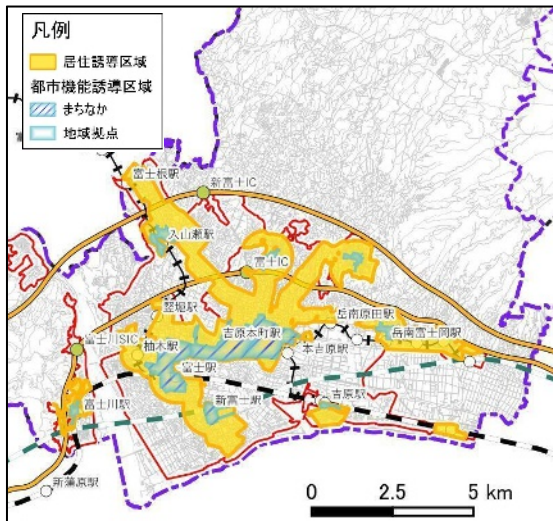 凡例
居住誘導区域
都市機能誘導区域
まちなか
地域拠点
富士根駅
新富士IC
入山瀬駅
富士IC
竪堀駅
岳南原田駅
富士川SIC
柚木駅
吉原本町駅
岳南富士岡駅
本吉原駅
富士駅
富士川駅
新富士駅
吉原駅
新蒲原駅
0 2.5 5 km